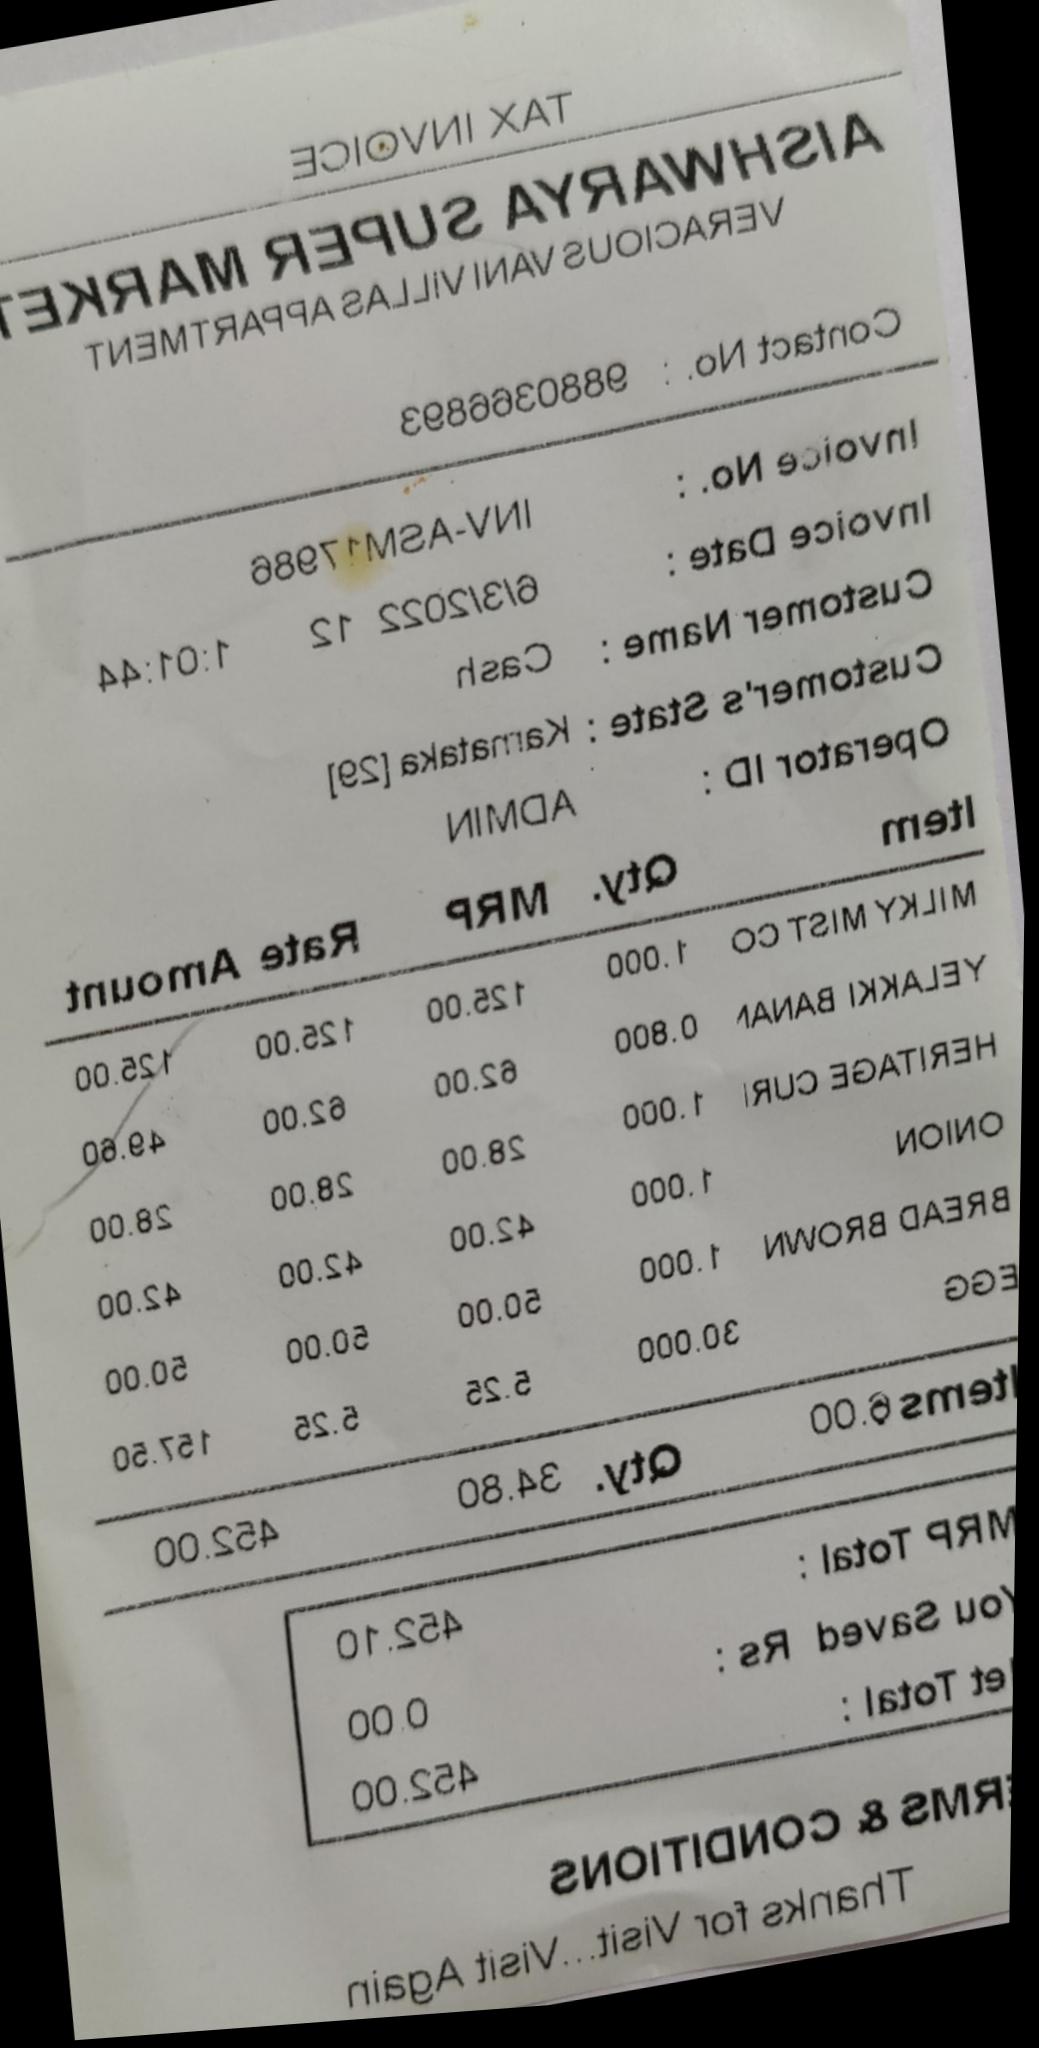 TAX INVOICE
AISHWARYA SUPER MARKET
VERACIOUS VANI VILLAS APPARTMENT
Contact No. : 9880366893
Invoice No. : INV-ASM17986
Invoice Date : 6/3/2022 12 1:01:44
Customer Name : Cash
Customer's State : Karnataka [29]
Operator ID : ADMIN
Item Qty. MRP Rate Amount
MILKY MIST CO 1.000 125.00 125.00 125.00
YELAKKI BANAN 0.800 62.00 62.00 49.60
HERITAGE CURI 1.000 28.00 28.00 28.00
ONION 1.000 42.00 42.00 42.00
BREAD BROWN 1.000 50.00 50.00 50.00
EGG 30.000 5.25 5.25 157.50
Items 6.00 Qty. 34.80 452.00
MRP Total : 452.10
You Saved Rs : 0.00
et Total : 452.00
ERMS & CONDITIONS
Thanks for Visit...Visit Again